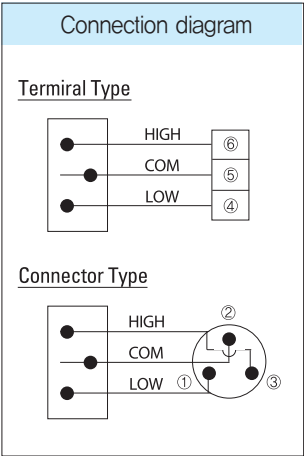 Connection diagram
Termiral Type
HIGH ⑥
COM ⑤
LOW ④
Connector Type
②
HIGH
COM
LOW ① ③